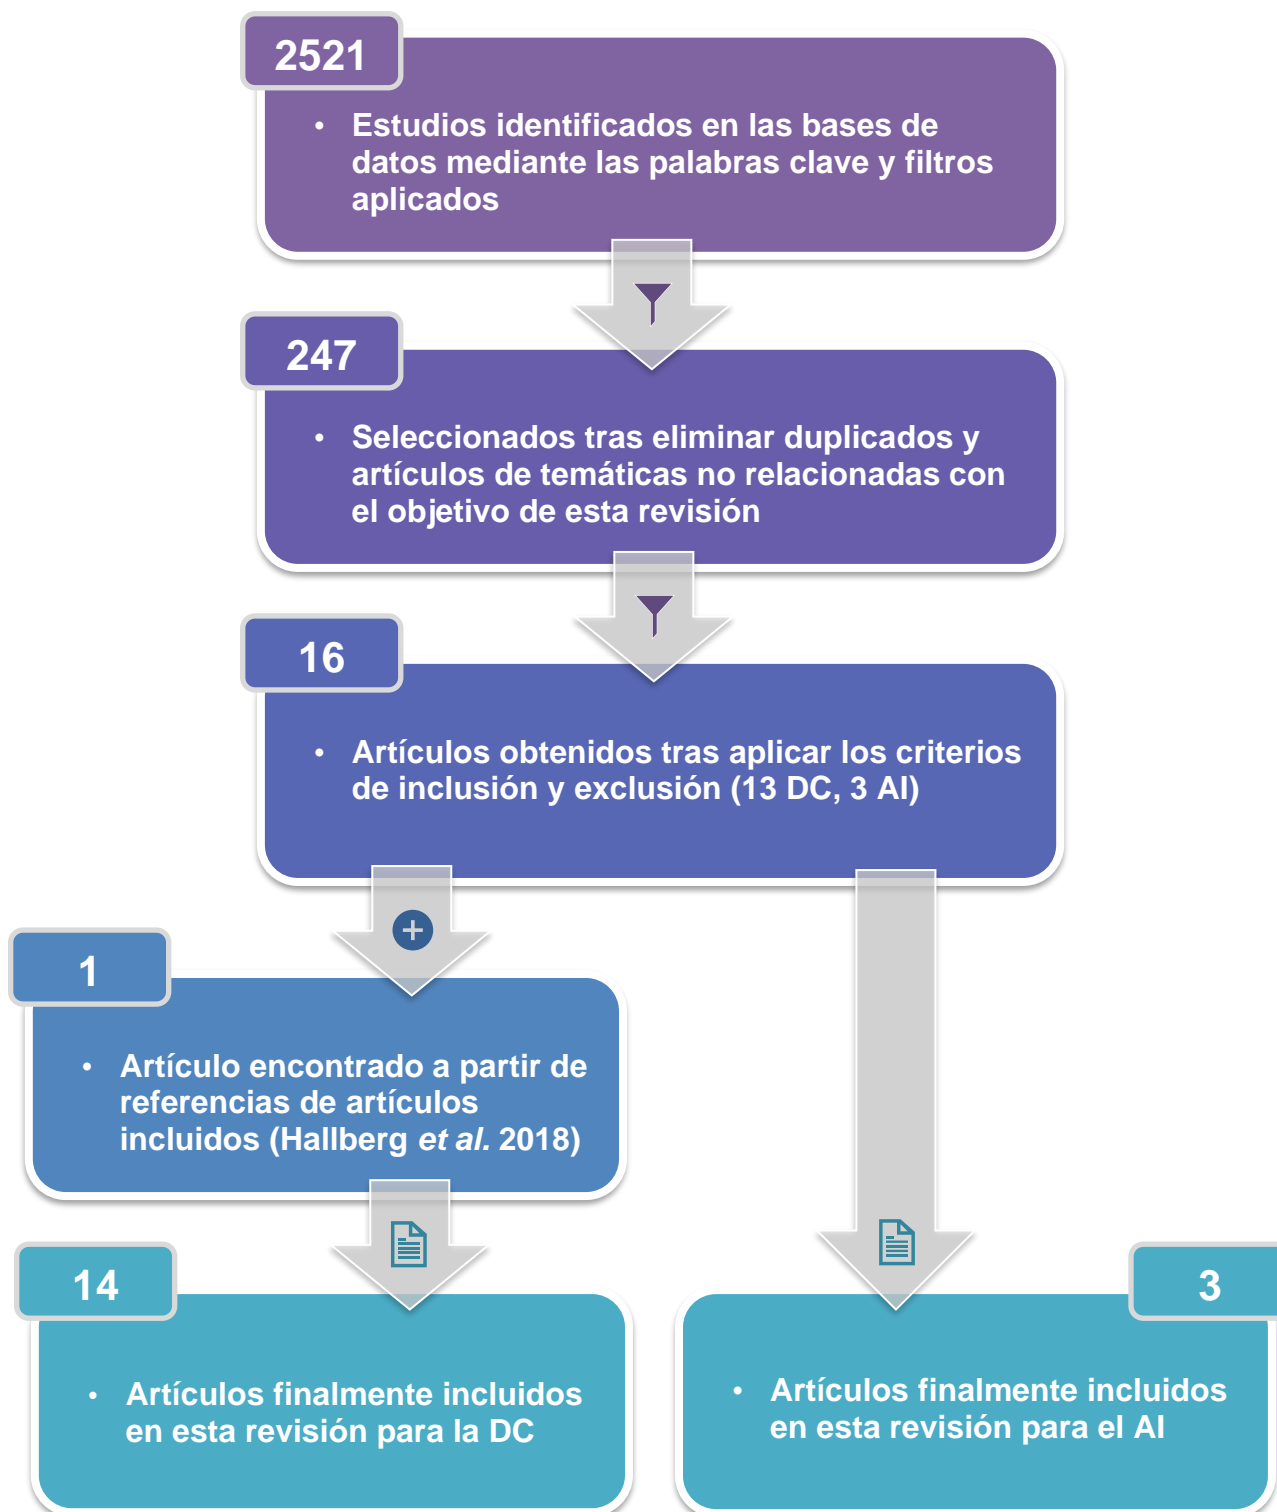 2521
• Estudios identificados en las bases de
datos mediante las palabras clave y filtros
aplicados
247
• Seleccionados tras eliminar duplicados y
artículos de temáticas no relacionadas con
el objetivo de esta revisión
16
• Artículos obtenidos tras aplicar los criterios
de inclusión y exclusión (13 DC, 3 AI)
1
• Artículo encontrado a partir de
referencias de artículos
incluidos (Hallberg et al. 2018)
14
• Artículos finalmente incluidos
en esta revisión para la DC
3
• Artículos finalmente incluidos
en esta revisión para el AI